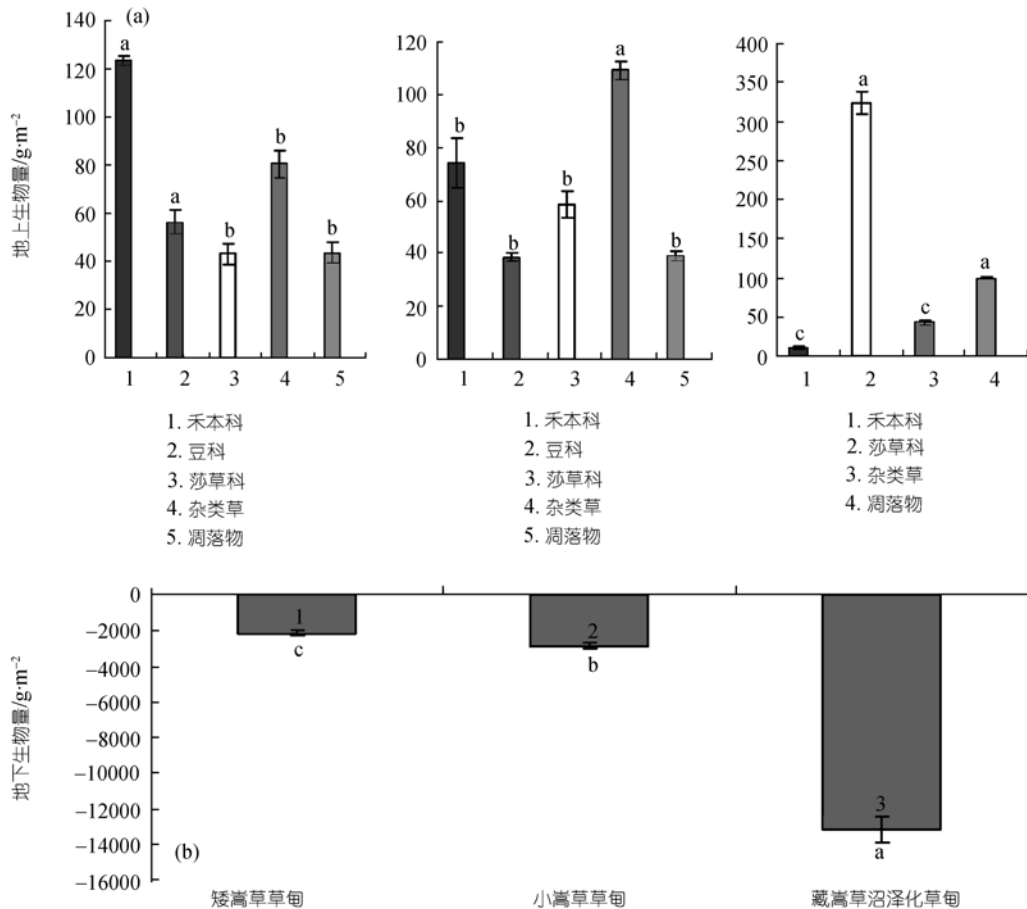 (a)
地上生物量/g·m⁻²
140
120
100
80
60
40
20
0
a
a
b
b
b
1 2 3 4 5
1. 禾本科
2. 豆科
3. 莎草科
4. 杂类草
5. 凋落物
120
100
80
60
40
20
0
b
b
b
a
b
1 2 3 4 5
1. 禾本科
2. 豆科
3. 莎草科
4. 杂类草
5. 凋落物
400
350
300
250
200
150
100
50
0
c
a
c
a
1 2 3 4
1. 禾本科
2. 莎草科
3. 杂类草
4. 凋落物
地下生物量/g·m⁻²
0
−2000
−4000
−6000
−8000
−10000
−12000
−14000
−16000
1
c
2
b
3
a
(b)
矮嵩草草甸 小嵩草草甸 藏嵩草沼泽化草甸